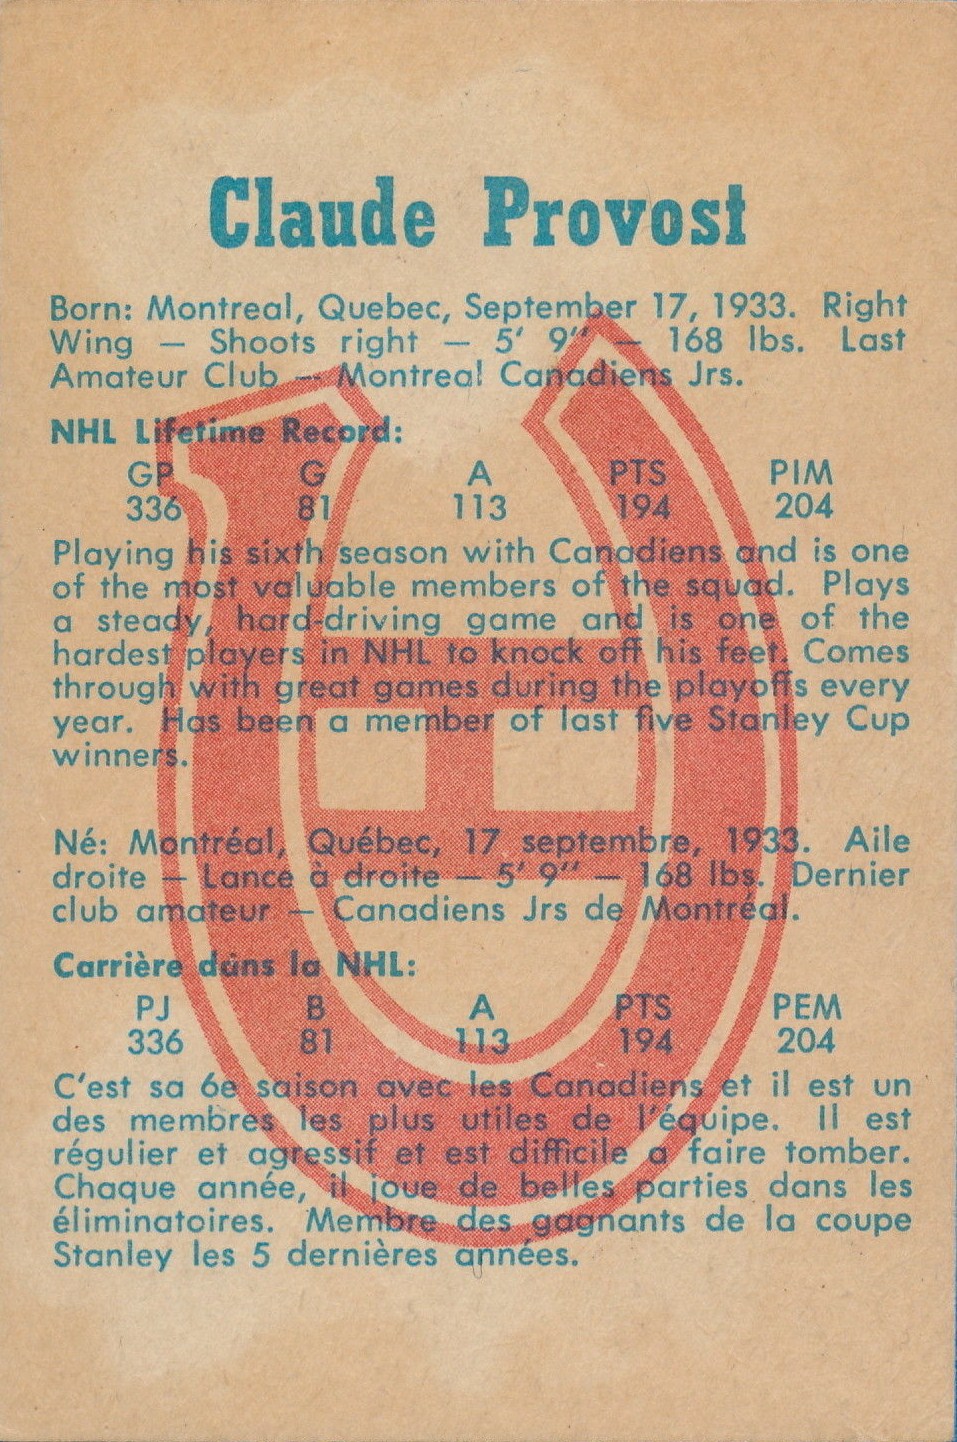 Claude Provost
Born: Montreal, Quebec, September 17, 1933. Right
Wing — Shoots right — 5' 9" — 168 lbs. Last
Amateur Club — Montreal Canadiens Jrs.
NHL Lifetime Record:
GP G A PTS PIM
336 81 113 194 204
Playing his sixth season with Canadiens and is one
of the most valuable members of the squad. Plays
a steady, hard-driving game and is one of the
hardest players in NHL to knock off his feet. Comes
through with great games during the playoffs every
year. Has been a member of last five Stanley Cup
winners.
Né: Montréal, Québec, 17 septembre, 1933. Aile
droite — Lance à droite — 5' 9" — 168 lbs. Dernier
club amateur — Canadiens Jrs de Montréal.
Carrière dans la NHL:
PJ B A PTS PEM
336 81 113 194 204
C'est sa 6e saison avec les Canadiens et il est un
des membres les plus utiles de l'équipe. Il est
régulier et agressif et est difficile a faire tomber.
Chaque année, il joue de belles parties dans les
éliminatoires. Membre des gagnants de la coupe
Stanley les 5 dernières années.